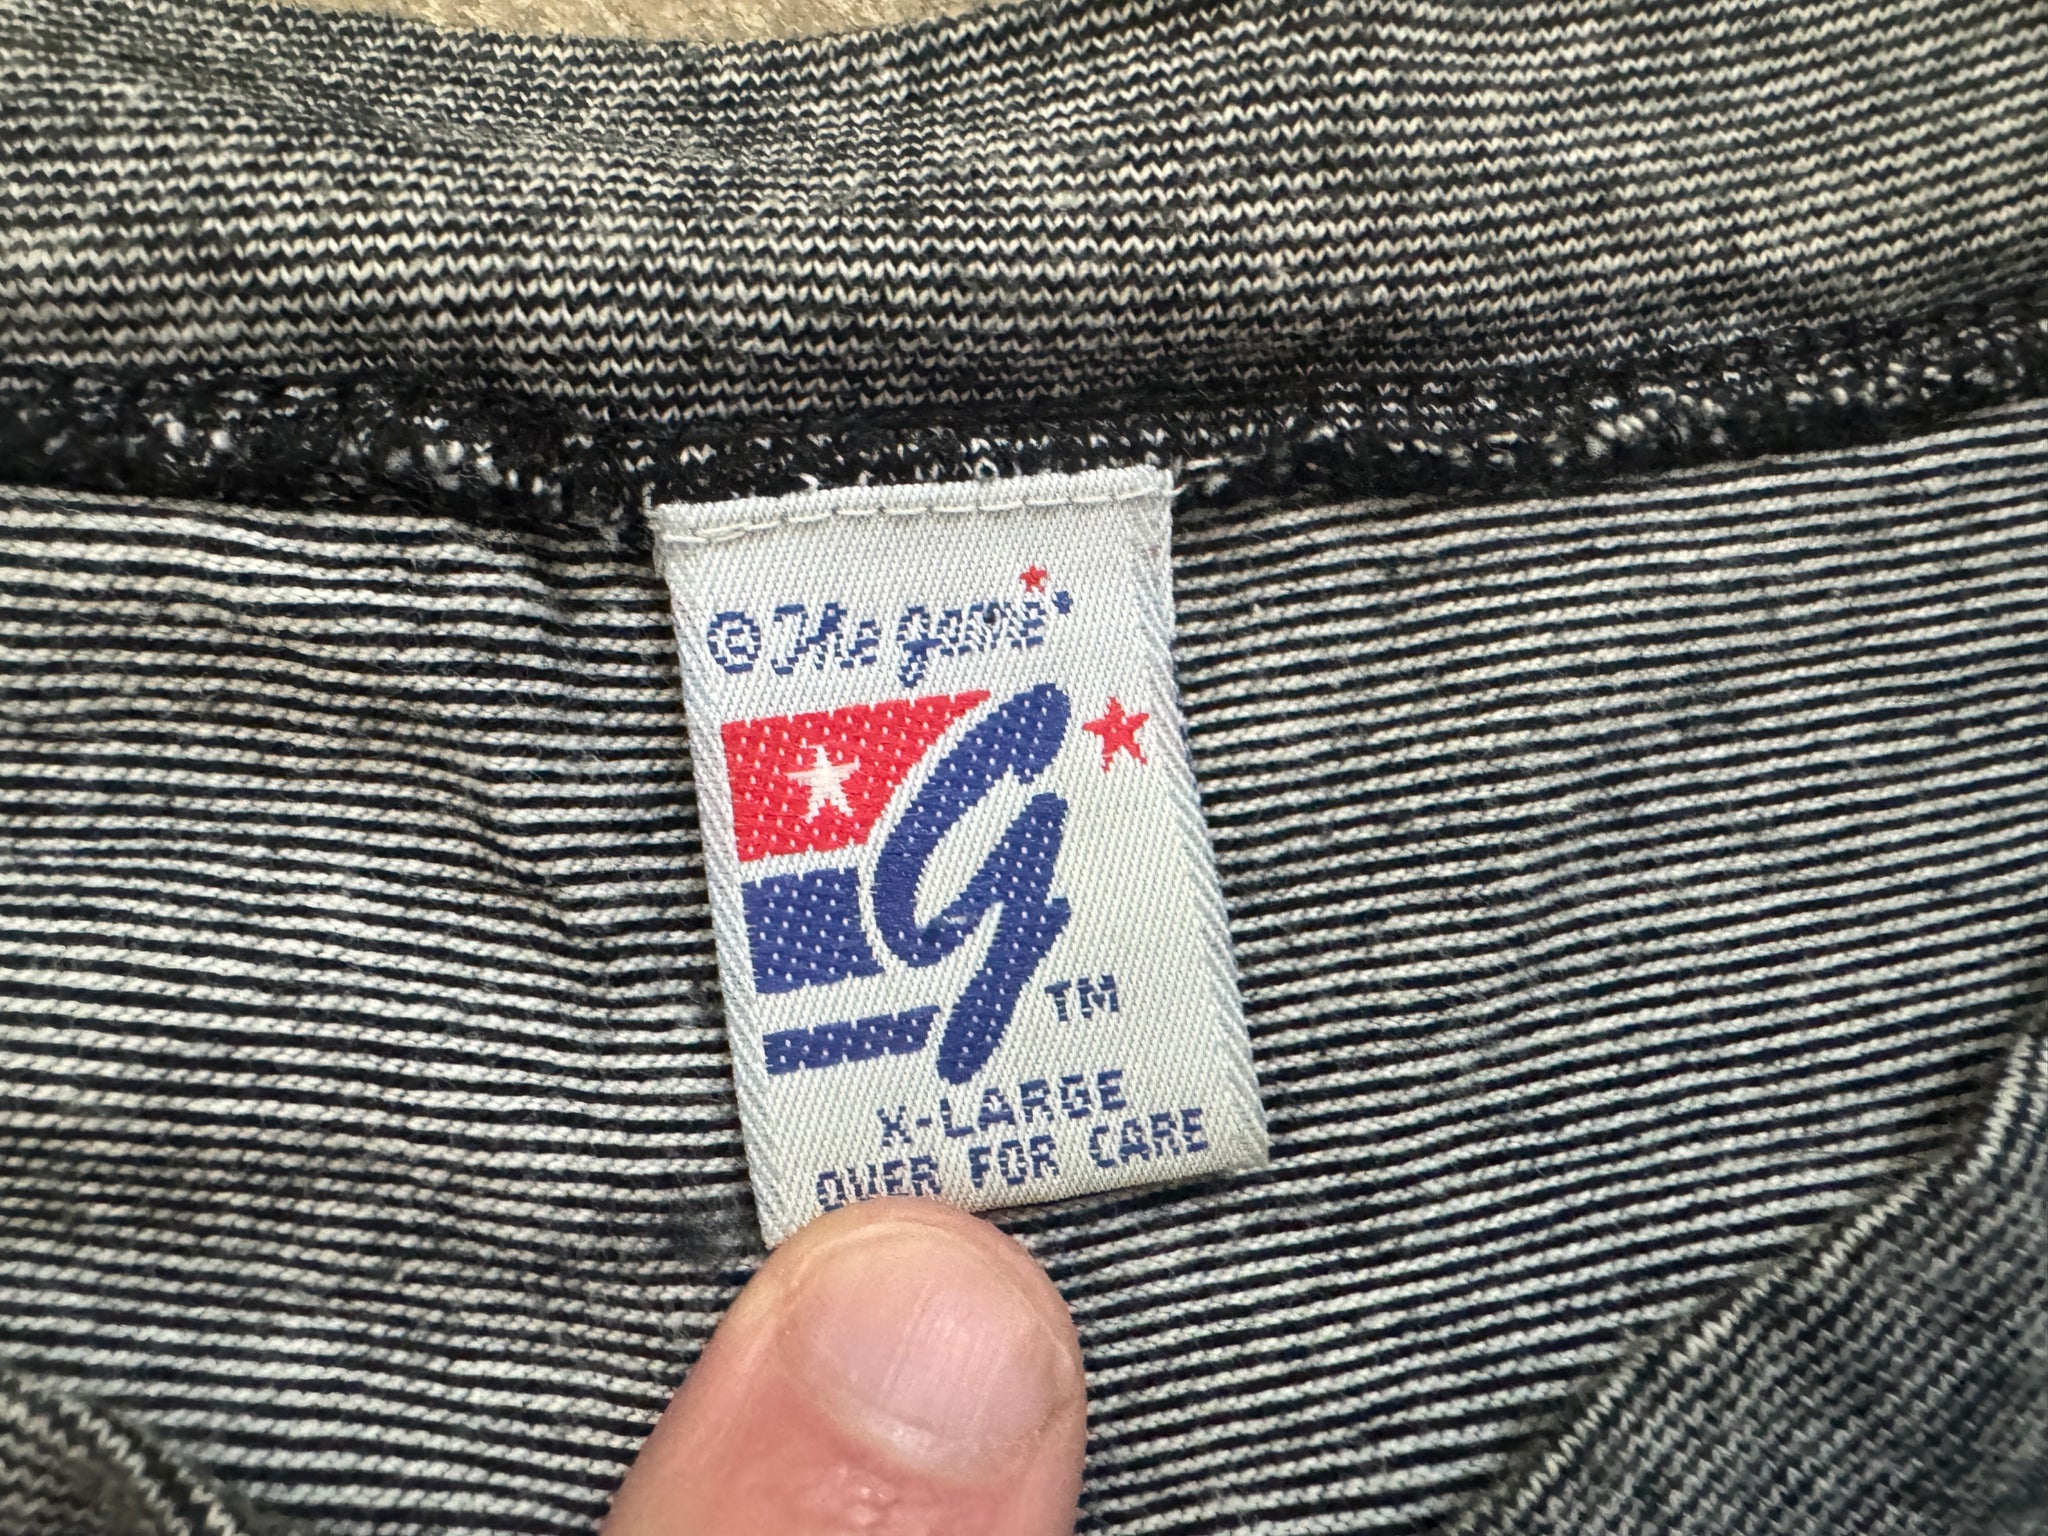 © The Game
G
TM
X-LARGE
OVER FOR CARE